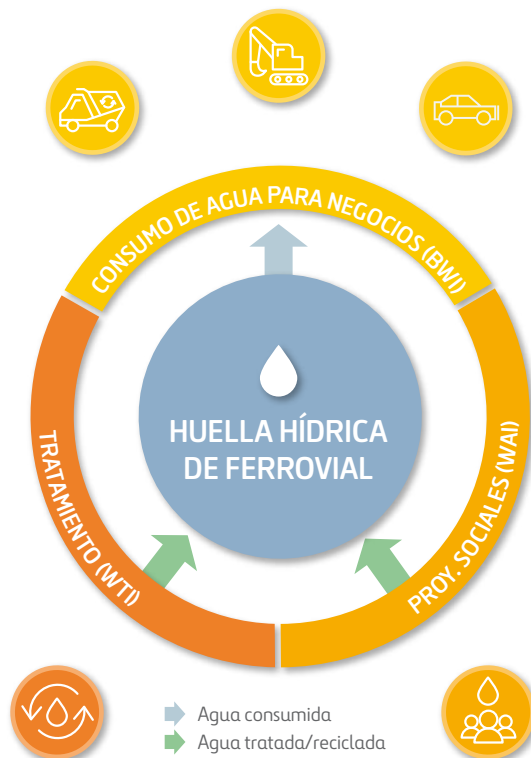 CONSUMO DE AGUA PARA NEGOCIOS (BWI)
HUELLA HÍDRICA
DE FERROVIAL
TRATAMIENTO (WTI)
PROY. SOCIALES (WAI)
Agua consumida
Agua tratada/reciclada